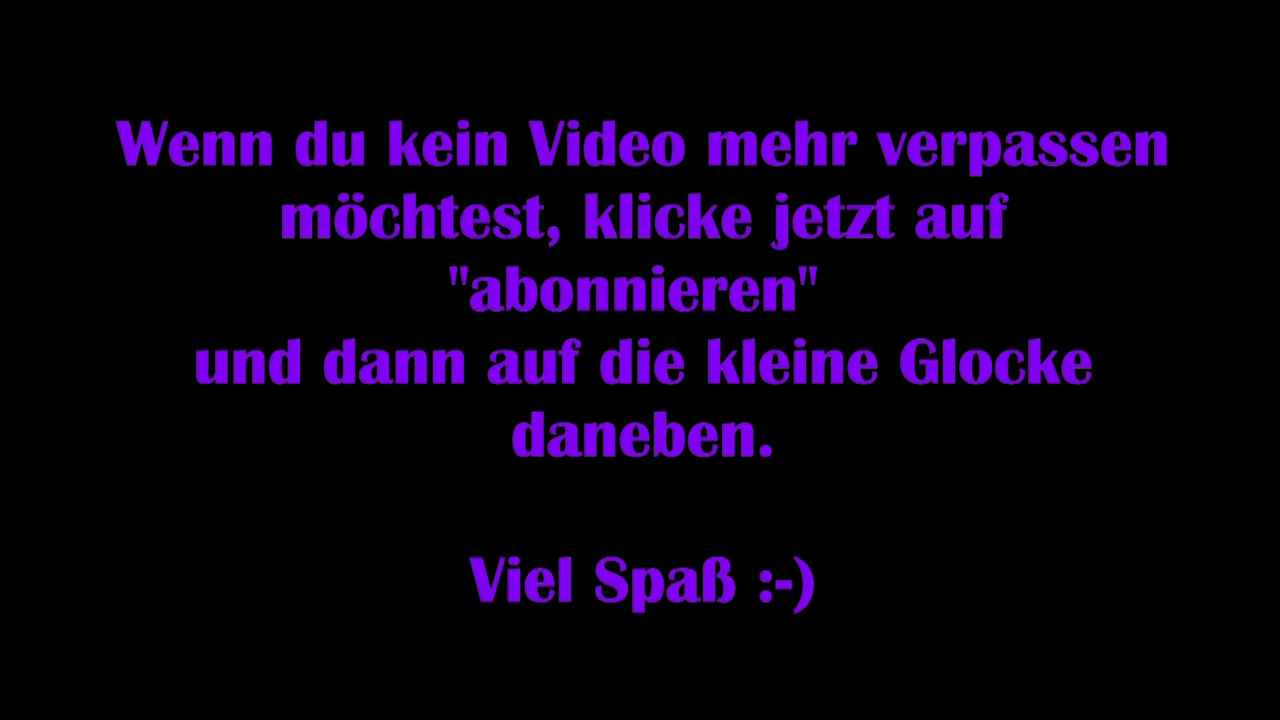 Wenn du kein Video mehr verpassen
möchtest, klicke jetzt auf
"abonnieren"
und dann auf die kleine Glocke
daneben.
Viel Spaß :-)